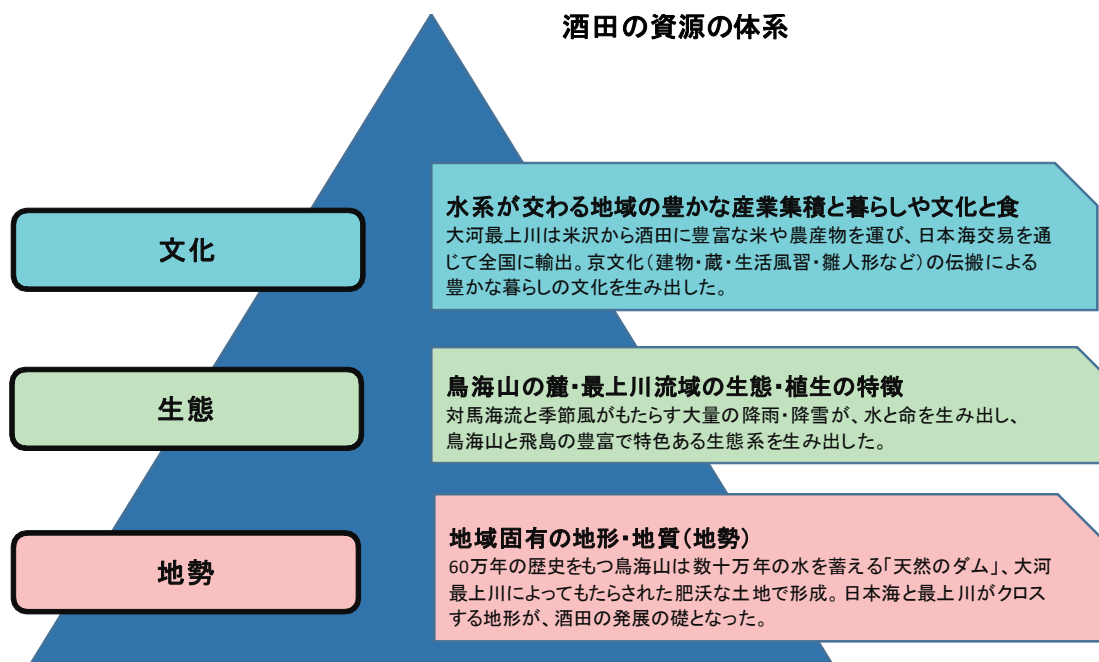 酒田の資源の体系
文化
水系が交わる地域の豊かな産業集積と暮らしや文化と食
大河最上川は米沢から酒田に豊富な米や農産物を運び、日本海交易を通
じて全国に輸出。京文化(建物・蔵・生活風習・雛人形など)の伝搬による
豊かな暮らしの文化を生み出した。
生態
鳥海山の麓・最上川流域の生態・植生の特徴
対馬海流と季節風がもたらす大量の降雨・降雪が、水と命を生み出し、
鳥海山と飛島の豊富で特色ある生態系を生み出した。
地勢
地域固有の地形・地質(地勢)
60万年の歴史をもつ鳥海山は数十万年の水を蓄える「天然のダム」、大河
最上川によってもたらされた肥沃な土地で形成。日本海と最上川がクロス
する地形が、酒田の発展の礎となった。